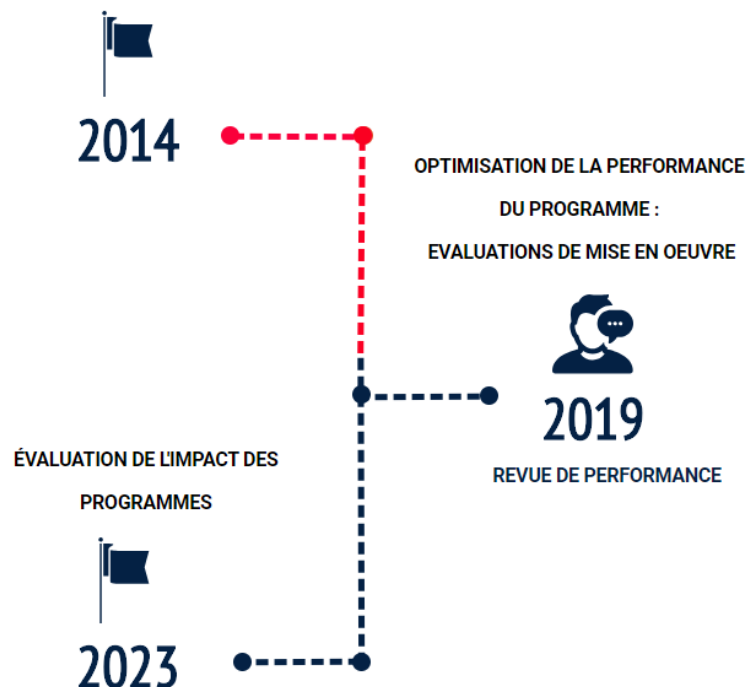 2014
OPTIMISATION DE LA PERFORMANCE
DU PROGRAMME :
EVALUATIONS DE MISE EN OEUVRE
2019
REVUE DE PERFORMANCE
ÉVALUATION DE L'IMPACT DES
PROGRAMMES
2023